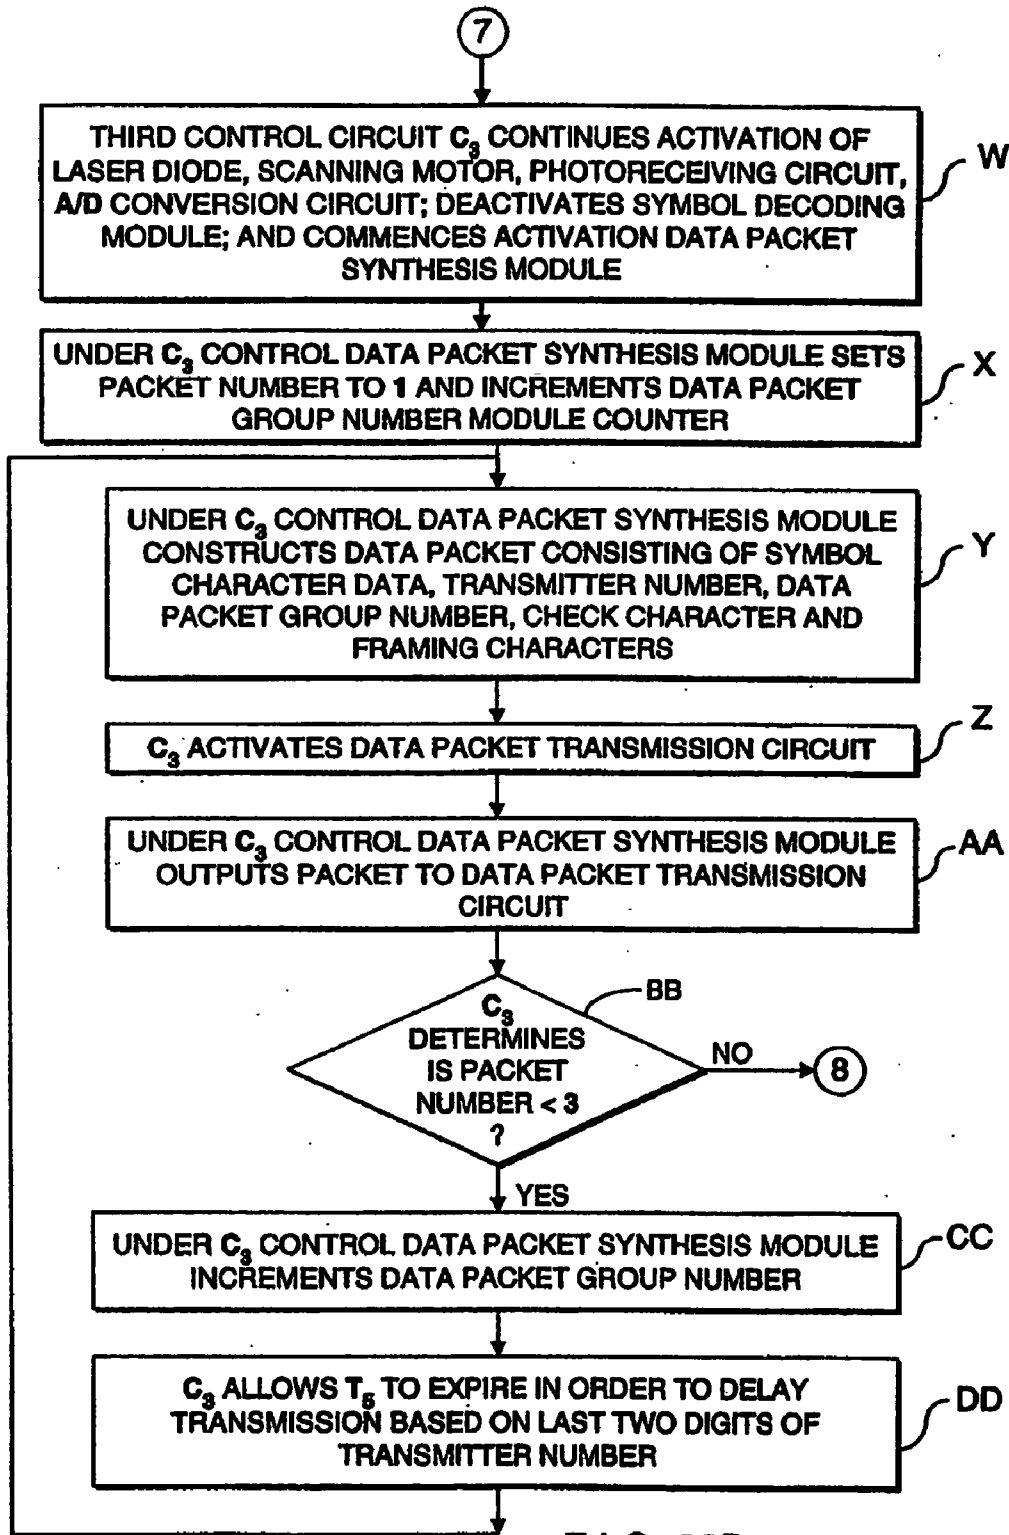 7
THIRD CONTROL CIRCUIT C3 CONTINUES ACTIVATION OF
LASER DIODE, SCANNING MOTOR, PHOTORECEIVING CIRCUIT,
A/D CONVERSION CIRCUIT; DEACTIVATES SYMBOL DECODING
MODULE; AND COMMENCES ACTIVATION DATA PACKET
SYNTHESIS MODULE
W
UNDER C3 CONTROL DATA PACKET SYNTHESIS MODULE SETS
PACKET NUMBER TO 1 AND INCREMENTS DATA PACKET
GROUP NUMBER MODULE COUNTER
X
UNDER C3 CONTROL DATA PACKET SYNTHESIS MODULE
CONSTRUCTS DATA PACKET CONSISTING OF SYMBOL
CHARACTER DATA, TRANSMITTER NUMBER, DATA
PACKET GROUP NUMBER, CHECK CHARACTER AND
FRAMING CHARACTERS
Y
C3 ACTIVATES DATA PACKET TRANSMISSION CIRCUIT
Z
UNDER C3 CONTROL DATA PACKET SYNTHESIS MODULE
OUTPUTS PACKET TO DATA PACKET TRANSMISSION
CIRCUIT
AA
C3
DETERMINES
IS PACKET
NUMBER < 3
?
BB
NO
8
YES
UNDER C3 CONTROL DATA PACKET SYNTHESIS MODULE
INCREMENTS DATA PACKET GROUP NUMBER
CC
C3 ALLOWS T5 TO EXPIRE IN ORDER TO DELAY
TRANSMISSION BASED ON LAST TWO DIGITS OF
TRANSMITTER NUMBER
DD